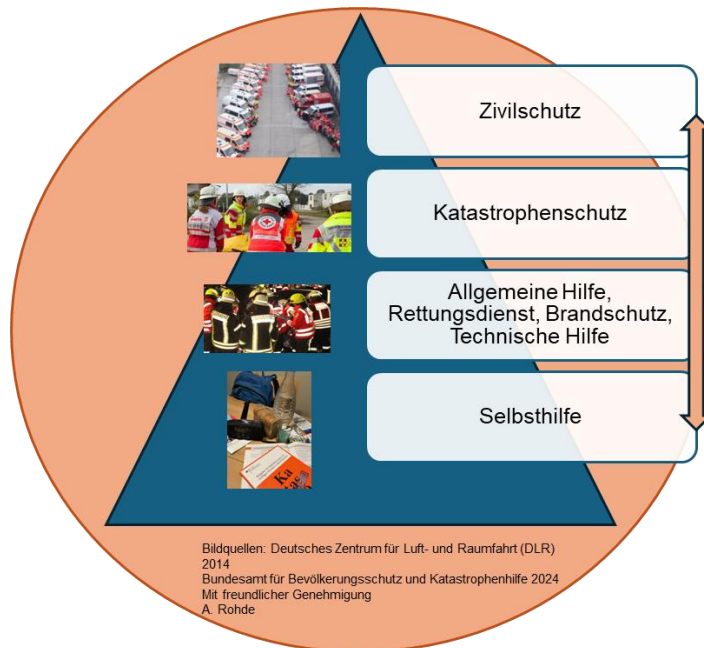 Zivilschutz
Katastrophenschutz
Allgemeine Hilfe,
Rettungsdienst, Brandschutz,
Technische Hilfe
Selbsthilfe
Bildquellen: Deutsches Zentrum für Luft- und Raumfahrt (DLR)
2014
Bundesamt für Bevölkerungsschutz und Katastrophenhilfe 2024
Mit freundlicher Genehmigung
A. Rohde